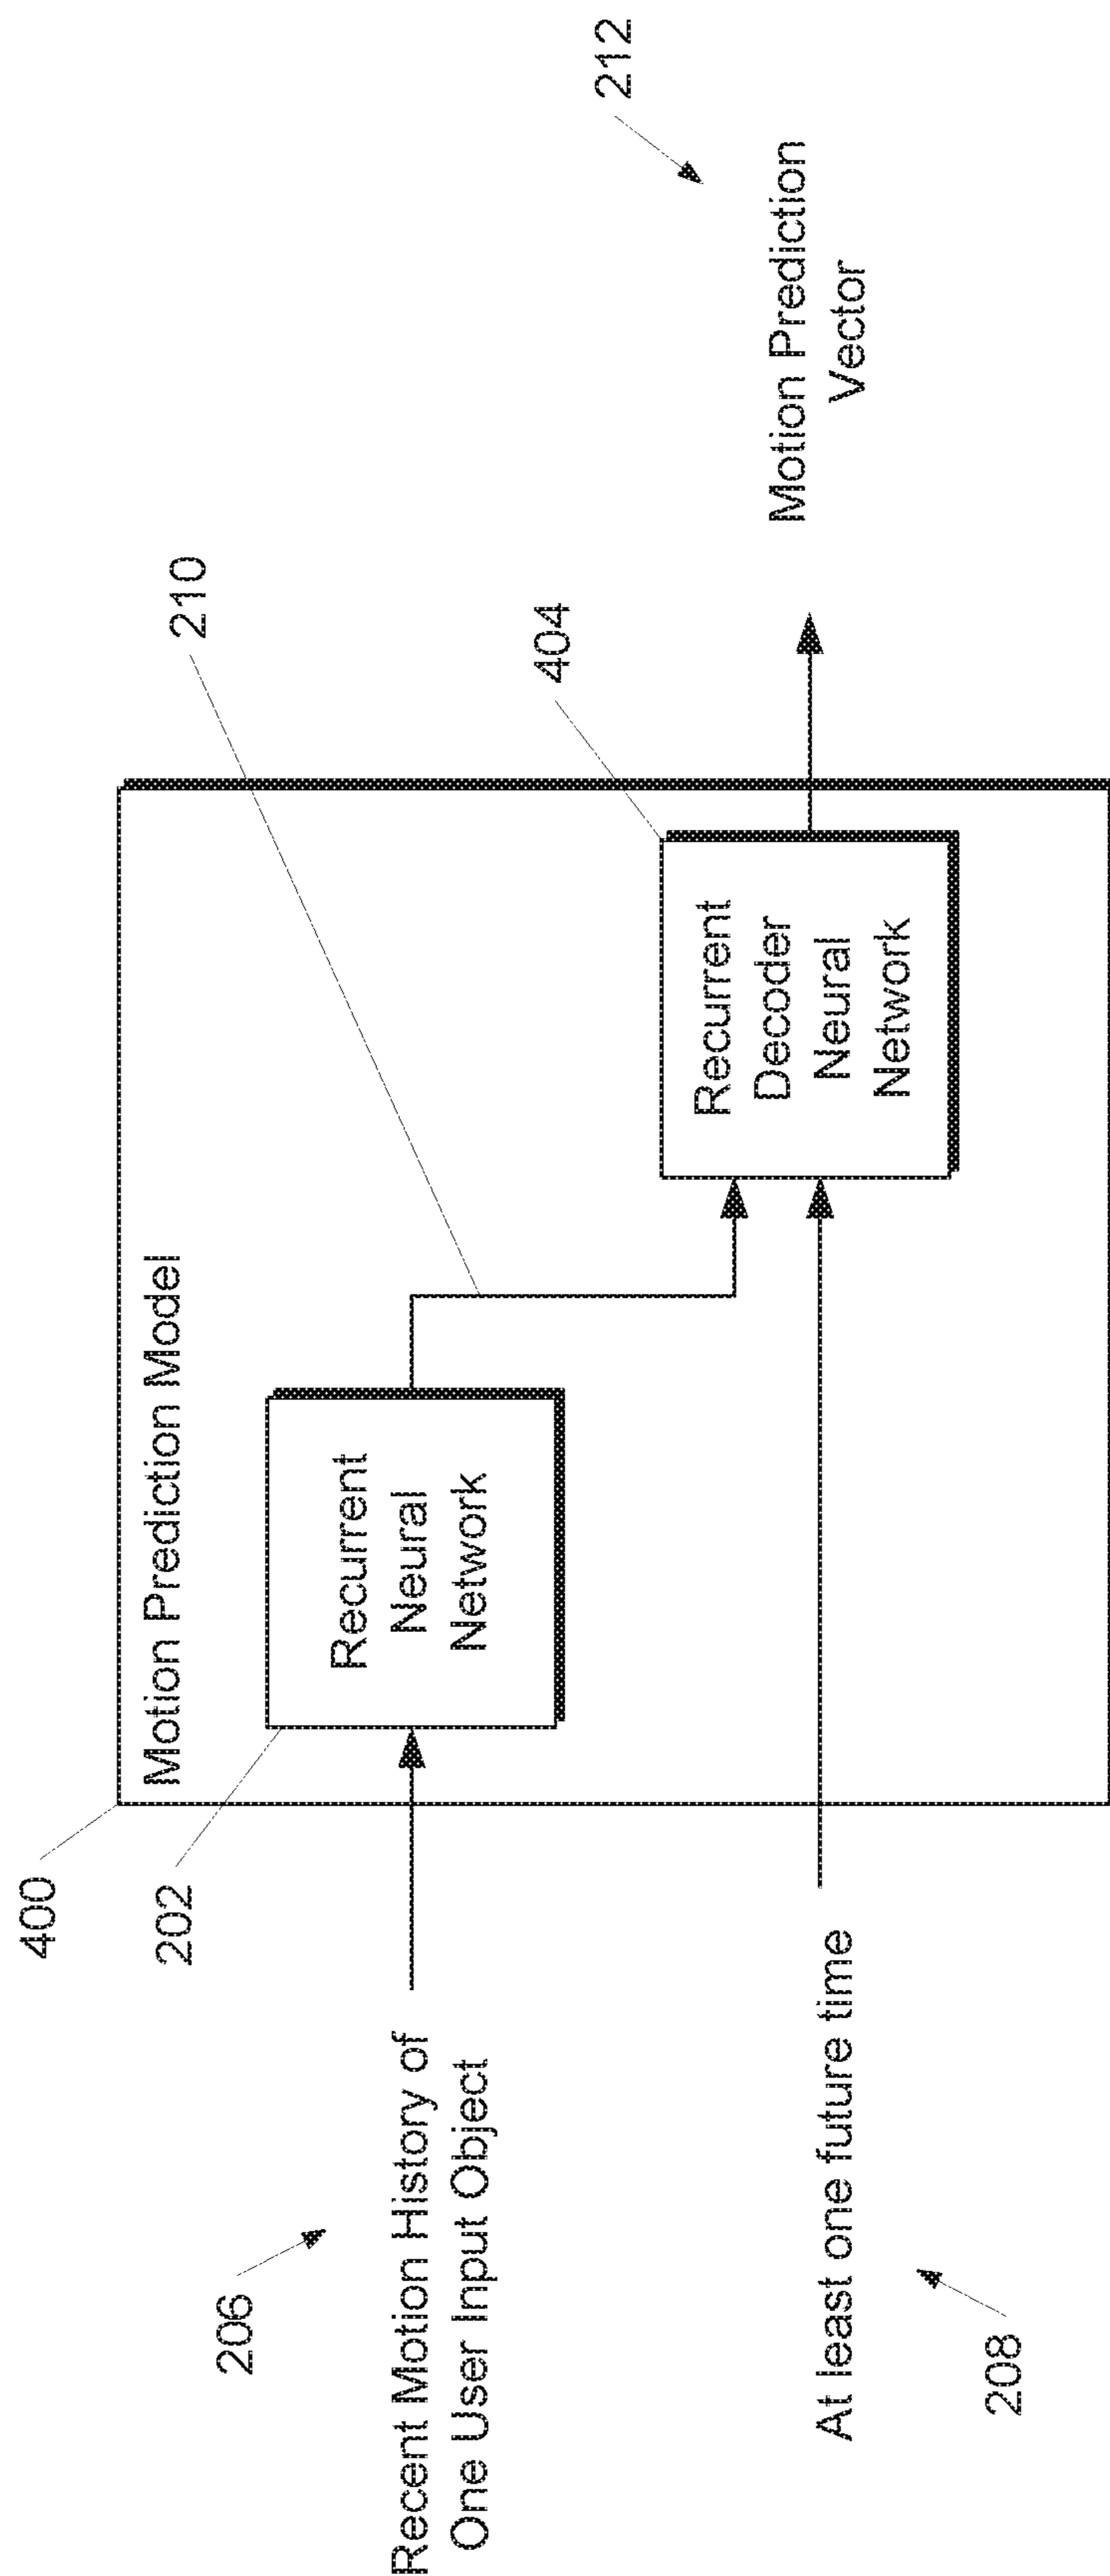 400
Motion Prediction Model
202
206
Recent Motion History of
One User Input Object
Recurrent
Neural
Network
210
At least one future time
208
404
Recurrent
Decoder
Neural
Network
212
Motion Prediction
Vector